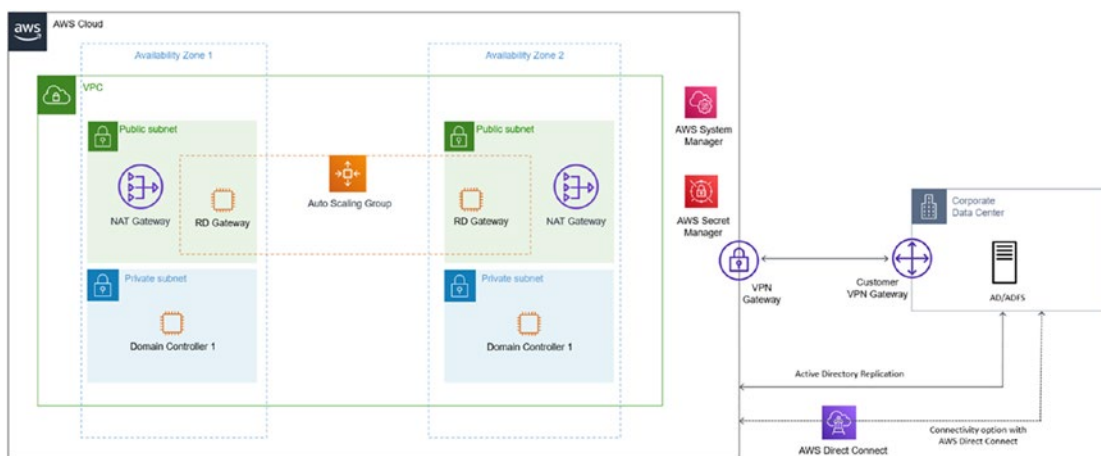 aws
AWS Cloud
Availability Zone 1
Availability Zone 2
VPC
Public subnet
Public subnet
NAT Gateway
RD Gateway
Auto Scaling Group
RD Gateway
NAT Gateway
Private subnet
Private subnet
Domain Controller 1
Domain Controller 1
AWS System
Manager
AWS Secret
Manager
VPN
Gateway
Customer
VPN Gateway
Corporate
Data Center
AD/ADFS
Active Directory Replication
Connectivity option with
AWS Direct Connect
AWS Direct Connect